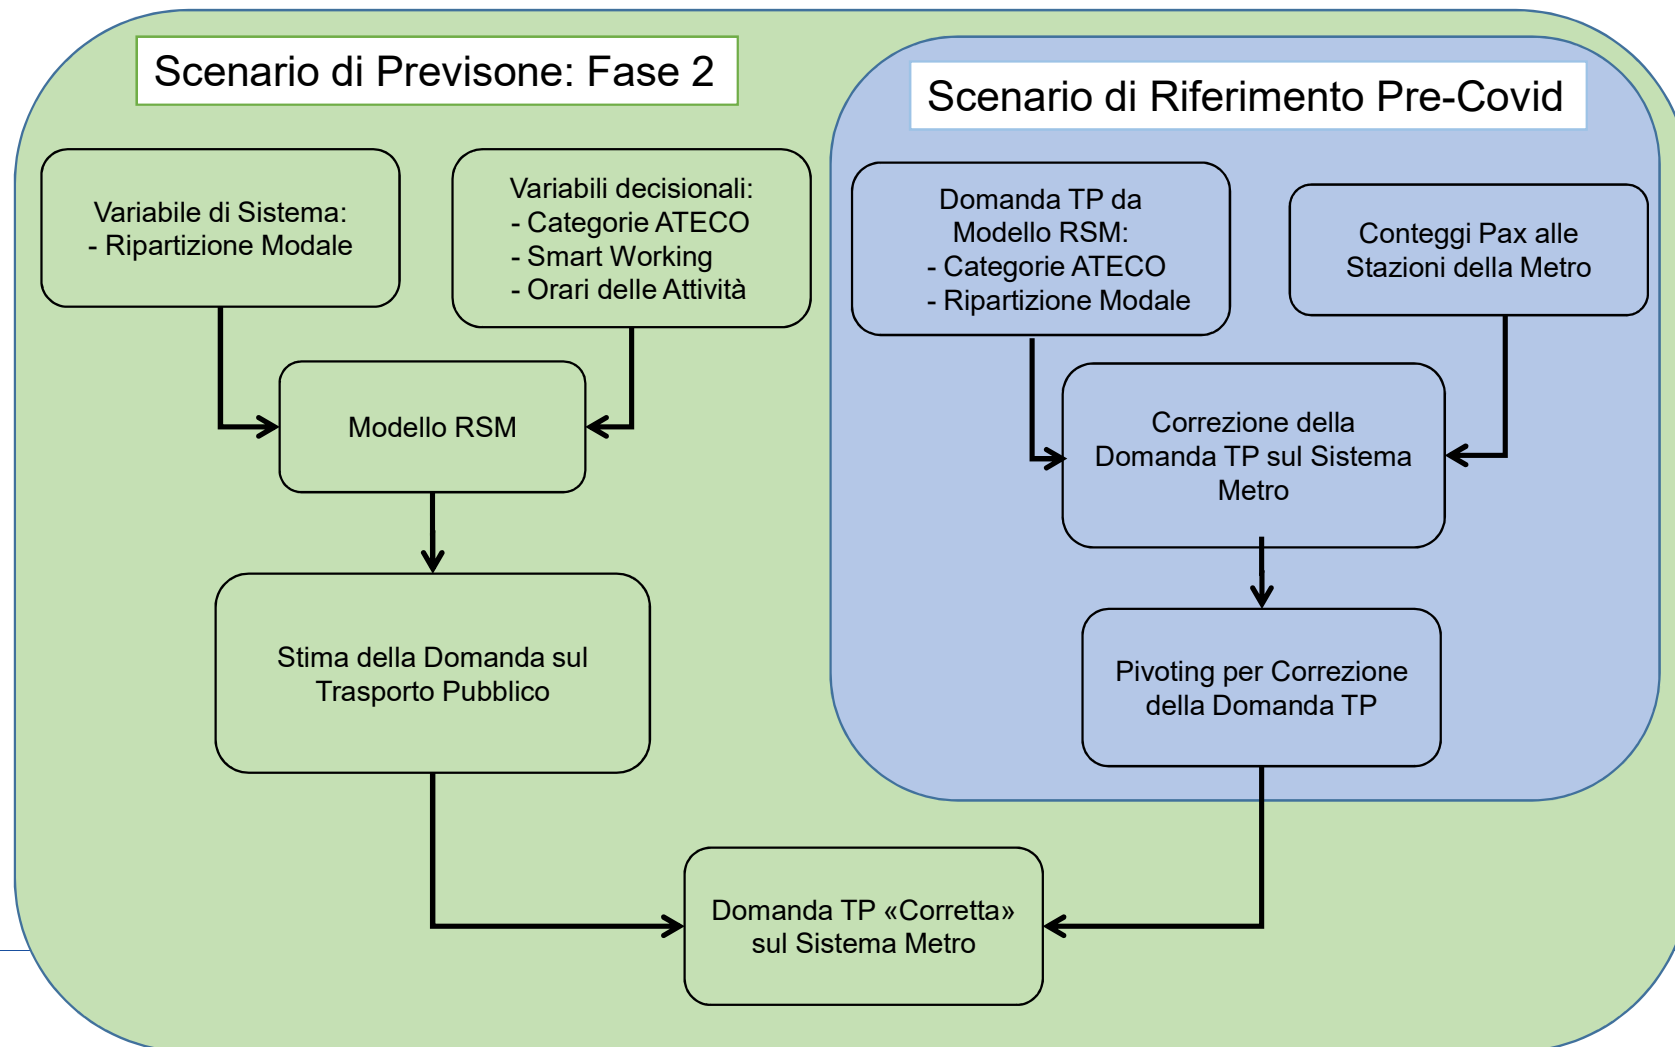 Scenario di Previsone: Fase 2
Scenario di Riferimento Pre-Covid
Variabile di Sistema:
- Ripartizione Modale
Variabili decisionali:
- Categorie ATECO
- Smart Working
- Orari delle Attività
Domanda TP da
Modello RSM:
- Categorie ATECO
- Ripartizione Modale
Conteggi Pax alle
Stazioni della Metro
Modello RSM
Correzione della
Domanda TP sul Sistema
Metro
Stima della Domanda sul
Trasporto Pubblico
Pivoting per Correzione
della Domanda TP
Domanda TP «Corretta»
sul Sistema Metro